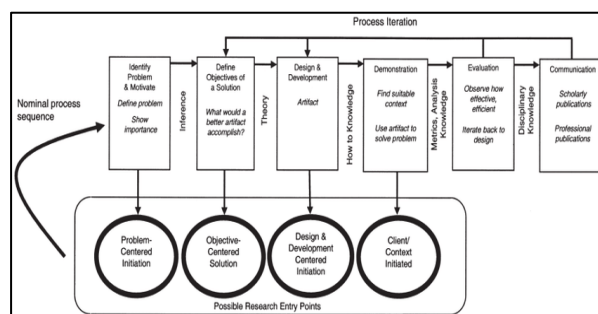 Process Iteration
Nominal process
sequence
Identify
Problem
& Motivate
Define problem
Show
importance
Inference
Define
Objectives of
a Solution
What would a
better artifact
accomplish?
Theory
Design &
Development
Artifact
How to Knowledge
Demonstration
Find suitable
context
Use artifact to
solve problem
Metrics, Analysis
Knowledge
Evaluation
Observe how
effective,
efficient
Iterate back to
design
Disciplinary
Knowledge
Communication
Scholarly
publications
Professional
publications
Problem-
Centered
Initiation
Objective-
Centered
Solution
Design &
Development
Centered
Initiation
Client/
Context
Initiated
Possible Research Entry Points